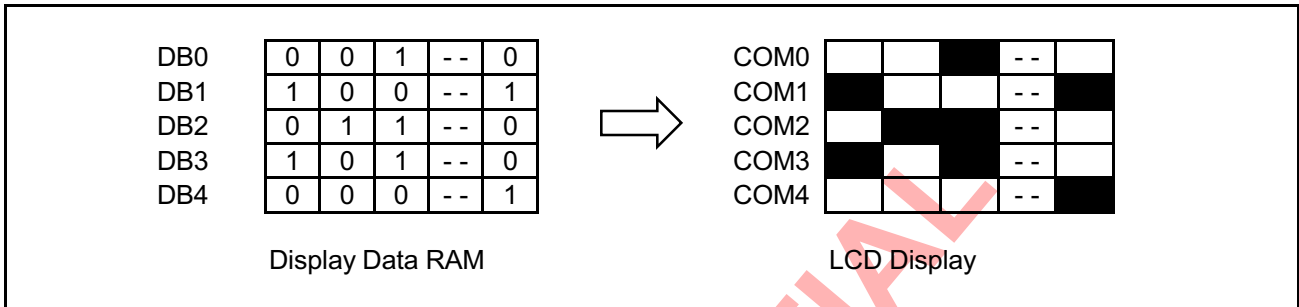 DB0 0 0 1 - - 0 COM0 - -
DB1 1 0 0 - - 1 COM1 - -
DB2 0 1 1 - - 0 COM2 - -
DB3 1 0 1 - - 0 COM3 - -
DB4 0 0 0 - - 1 COM4 - -
Display Data RAM LCD Display